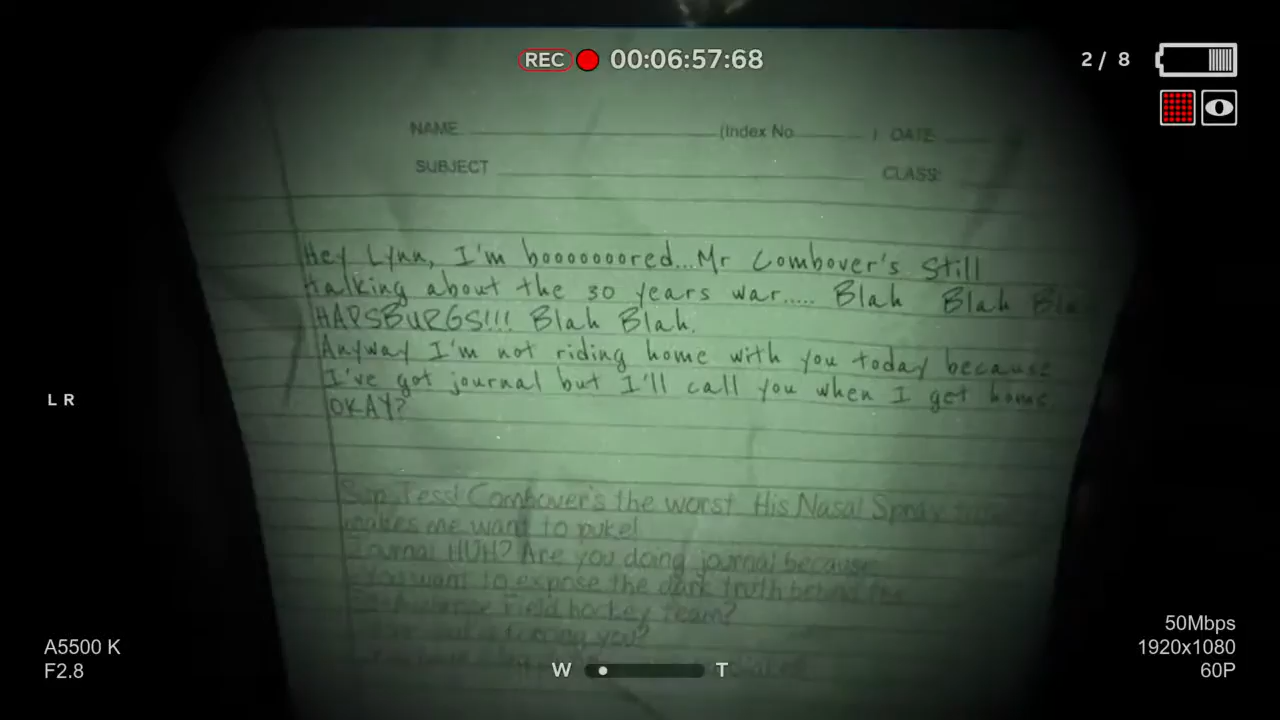 REC 00:06:57:68
2 / 8
NAME (Index No ) DATE
SUBJECT CLASS:
Hey Lynn, I'm boooooooored...Mr Combover's Still
talking about the 30 years war..... Blah Blah Bla
HAPSBURGS!!! Blah Blah.
Anyway I'm not riding home with you today because
I've got journal but I'll call you when I get home
OKAY?
Sup Jess! Combover's the worst His Nasal Spray
makes me want to puke!
Journal HUH? Are you doing journal because
You want to expose the dark truth behind the
Field hockey team?
forcing you?
L R
A5500 K
F2.8
W T
50Mbps
1920x1080
60P